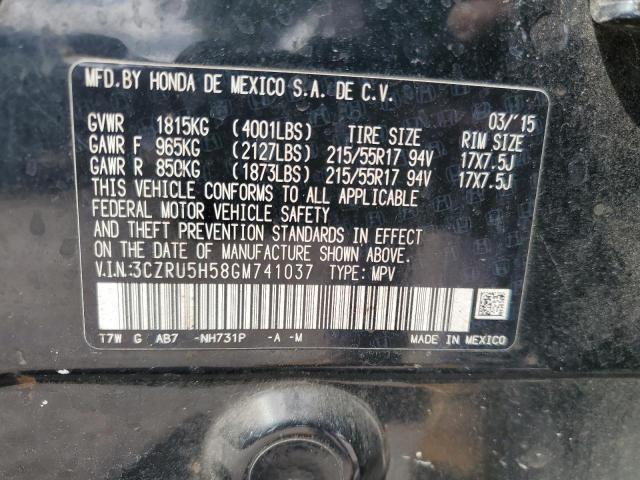 MFD.BY HONDA DE MEXICO S.A. DE C.V.
03/'15
GVWR 1815KG (4001LBS) TIRE SIZE RIM SIZE
GAWR F 965KG (2127LBS) 215/55R17 94V 17X7.5J
GAWR R 850KG (1873LBS) 215/55R17 94V 17X7.5J
THIS VEHICLE CONFORMS TO ALL APPLICABLE
FEDERAL MOTOR VEHICLE SAFETY
AND THEFT PREVENTION STANDARDS IN EFFECT
ON THE DATE OF MANUFACTURE SHOWN ABOVE.
V.I.N.:3CZRU5H58GM741037 TYPE: MPV
T7W G AB7 -NH731P -A -M
MADE IN MEXICO